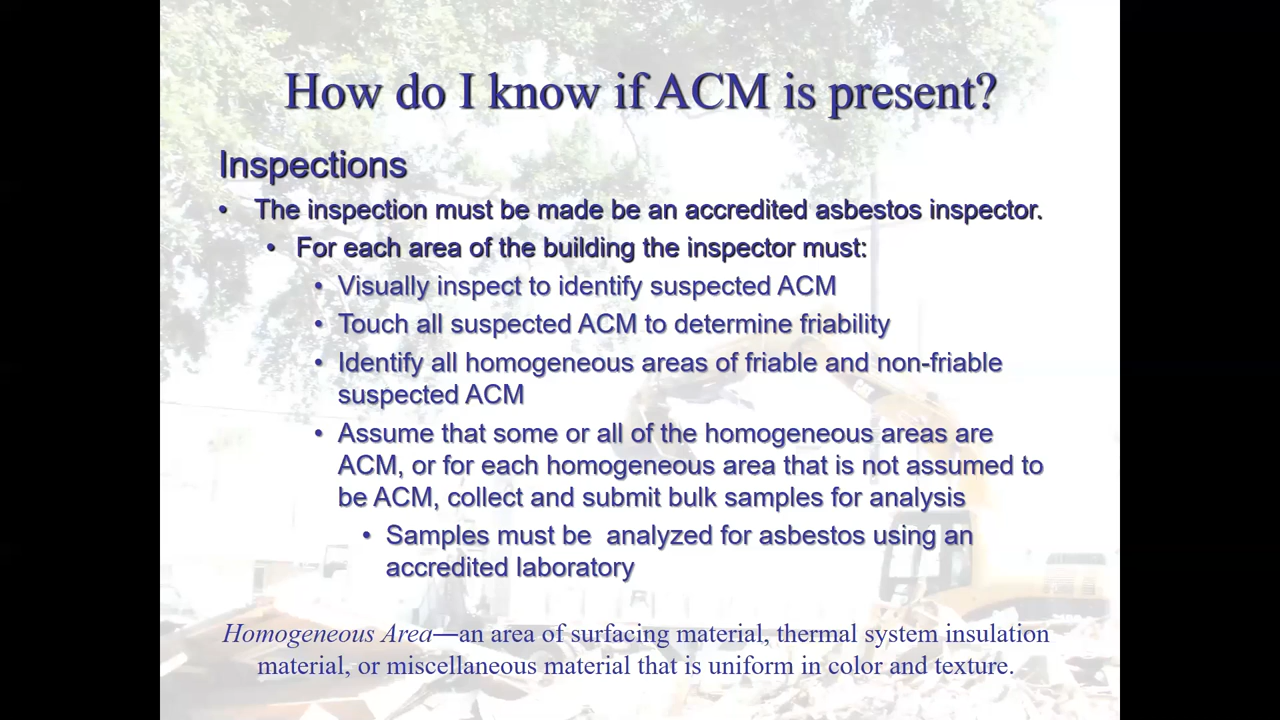 How do I know if ACM is present?
Inspections
• The inspection must be made be an accredited asbestos inspector.
• For each area of the building the inspector must:
• Visually inspect to identify suspected ACM
• Touch all suspected ACM to determine friability
• Identify all homogeneous areas of friable and non-friable
suspected ACM
• Assume that some or all of the homogeneous areas are
ACM, or for each homogeneous area that is not assumed to
be ACM, collect and submit bulk samples for analysis
• Samples must be  analyzed for asbestos using an
accredited laboratory
Homogeneous Area—an area of surfacing material, thermal system insulation
material, or miscellaneous material that is uniform in color and texture.